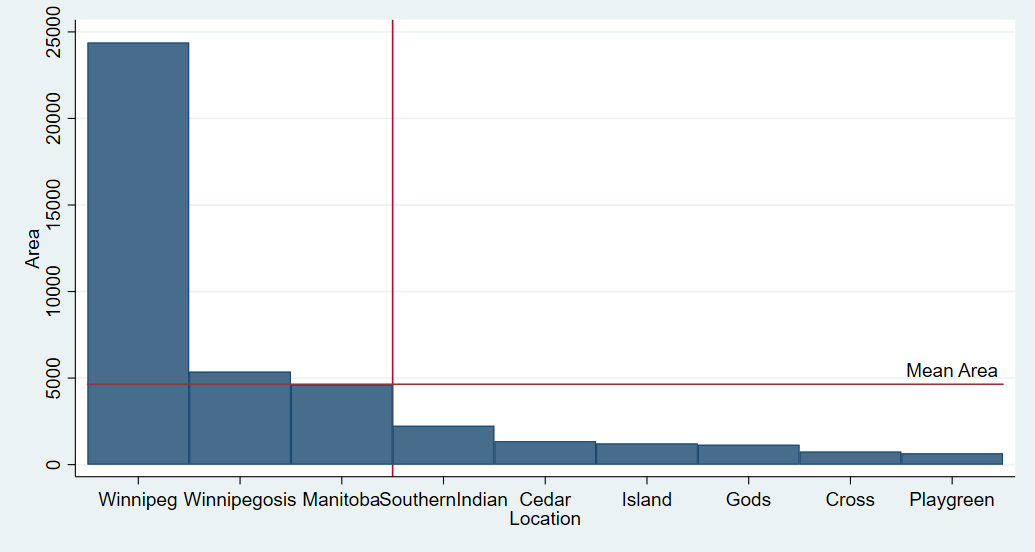 25000
20000
15000
10000
5000
0
Area
Mean Area
Winnipeg Winnipegosis Manitoba SouthernIndian Cedar Island Gods Cross Playgreen
Location